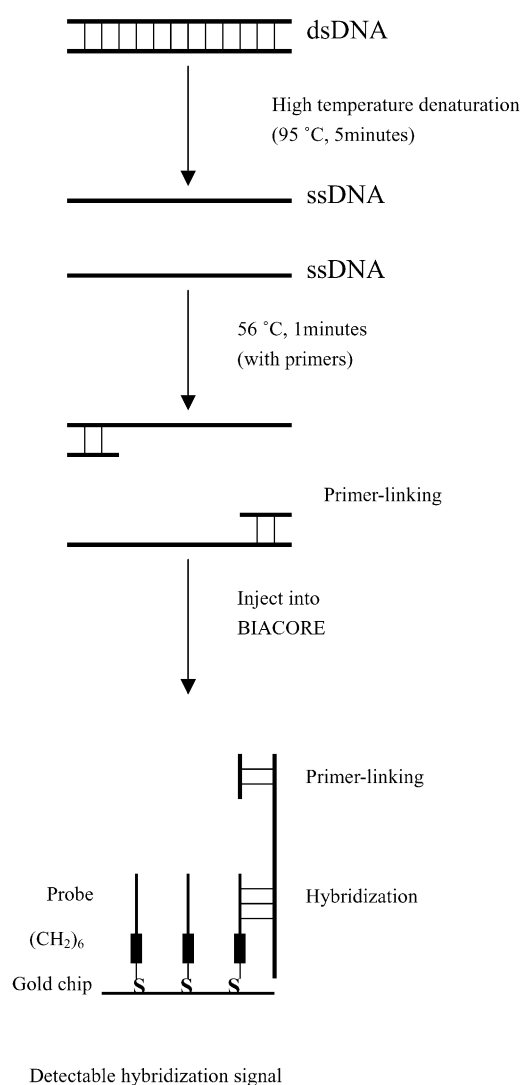 dsDNA
High temperature denaturation
(95 ˚C, 5minutes)
ssDNA
ssDNA
56 ˚C, 1minutes
(with primers)
Primer-linking
Inject into
BIACORE
Primer-linking
Probe
Hybridization
(CH₂)₆
S S S
Gold chip
Detectable hybridization signal